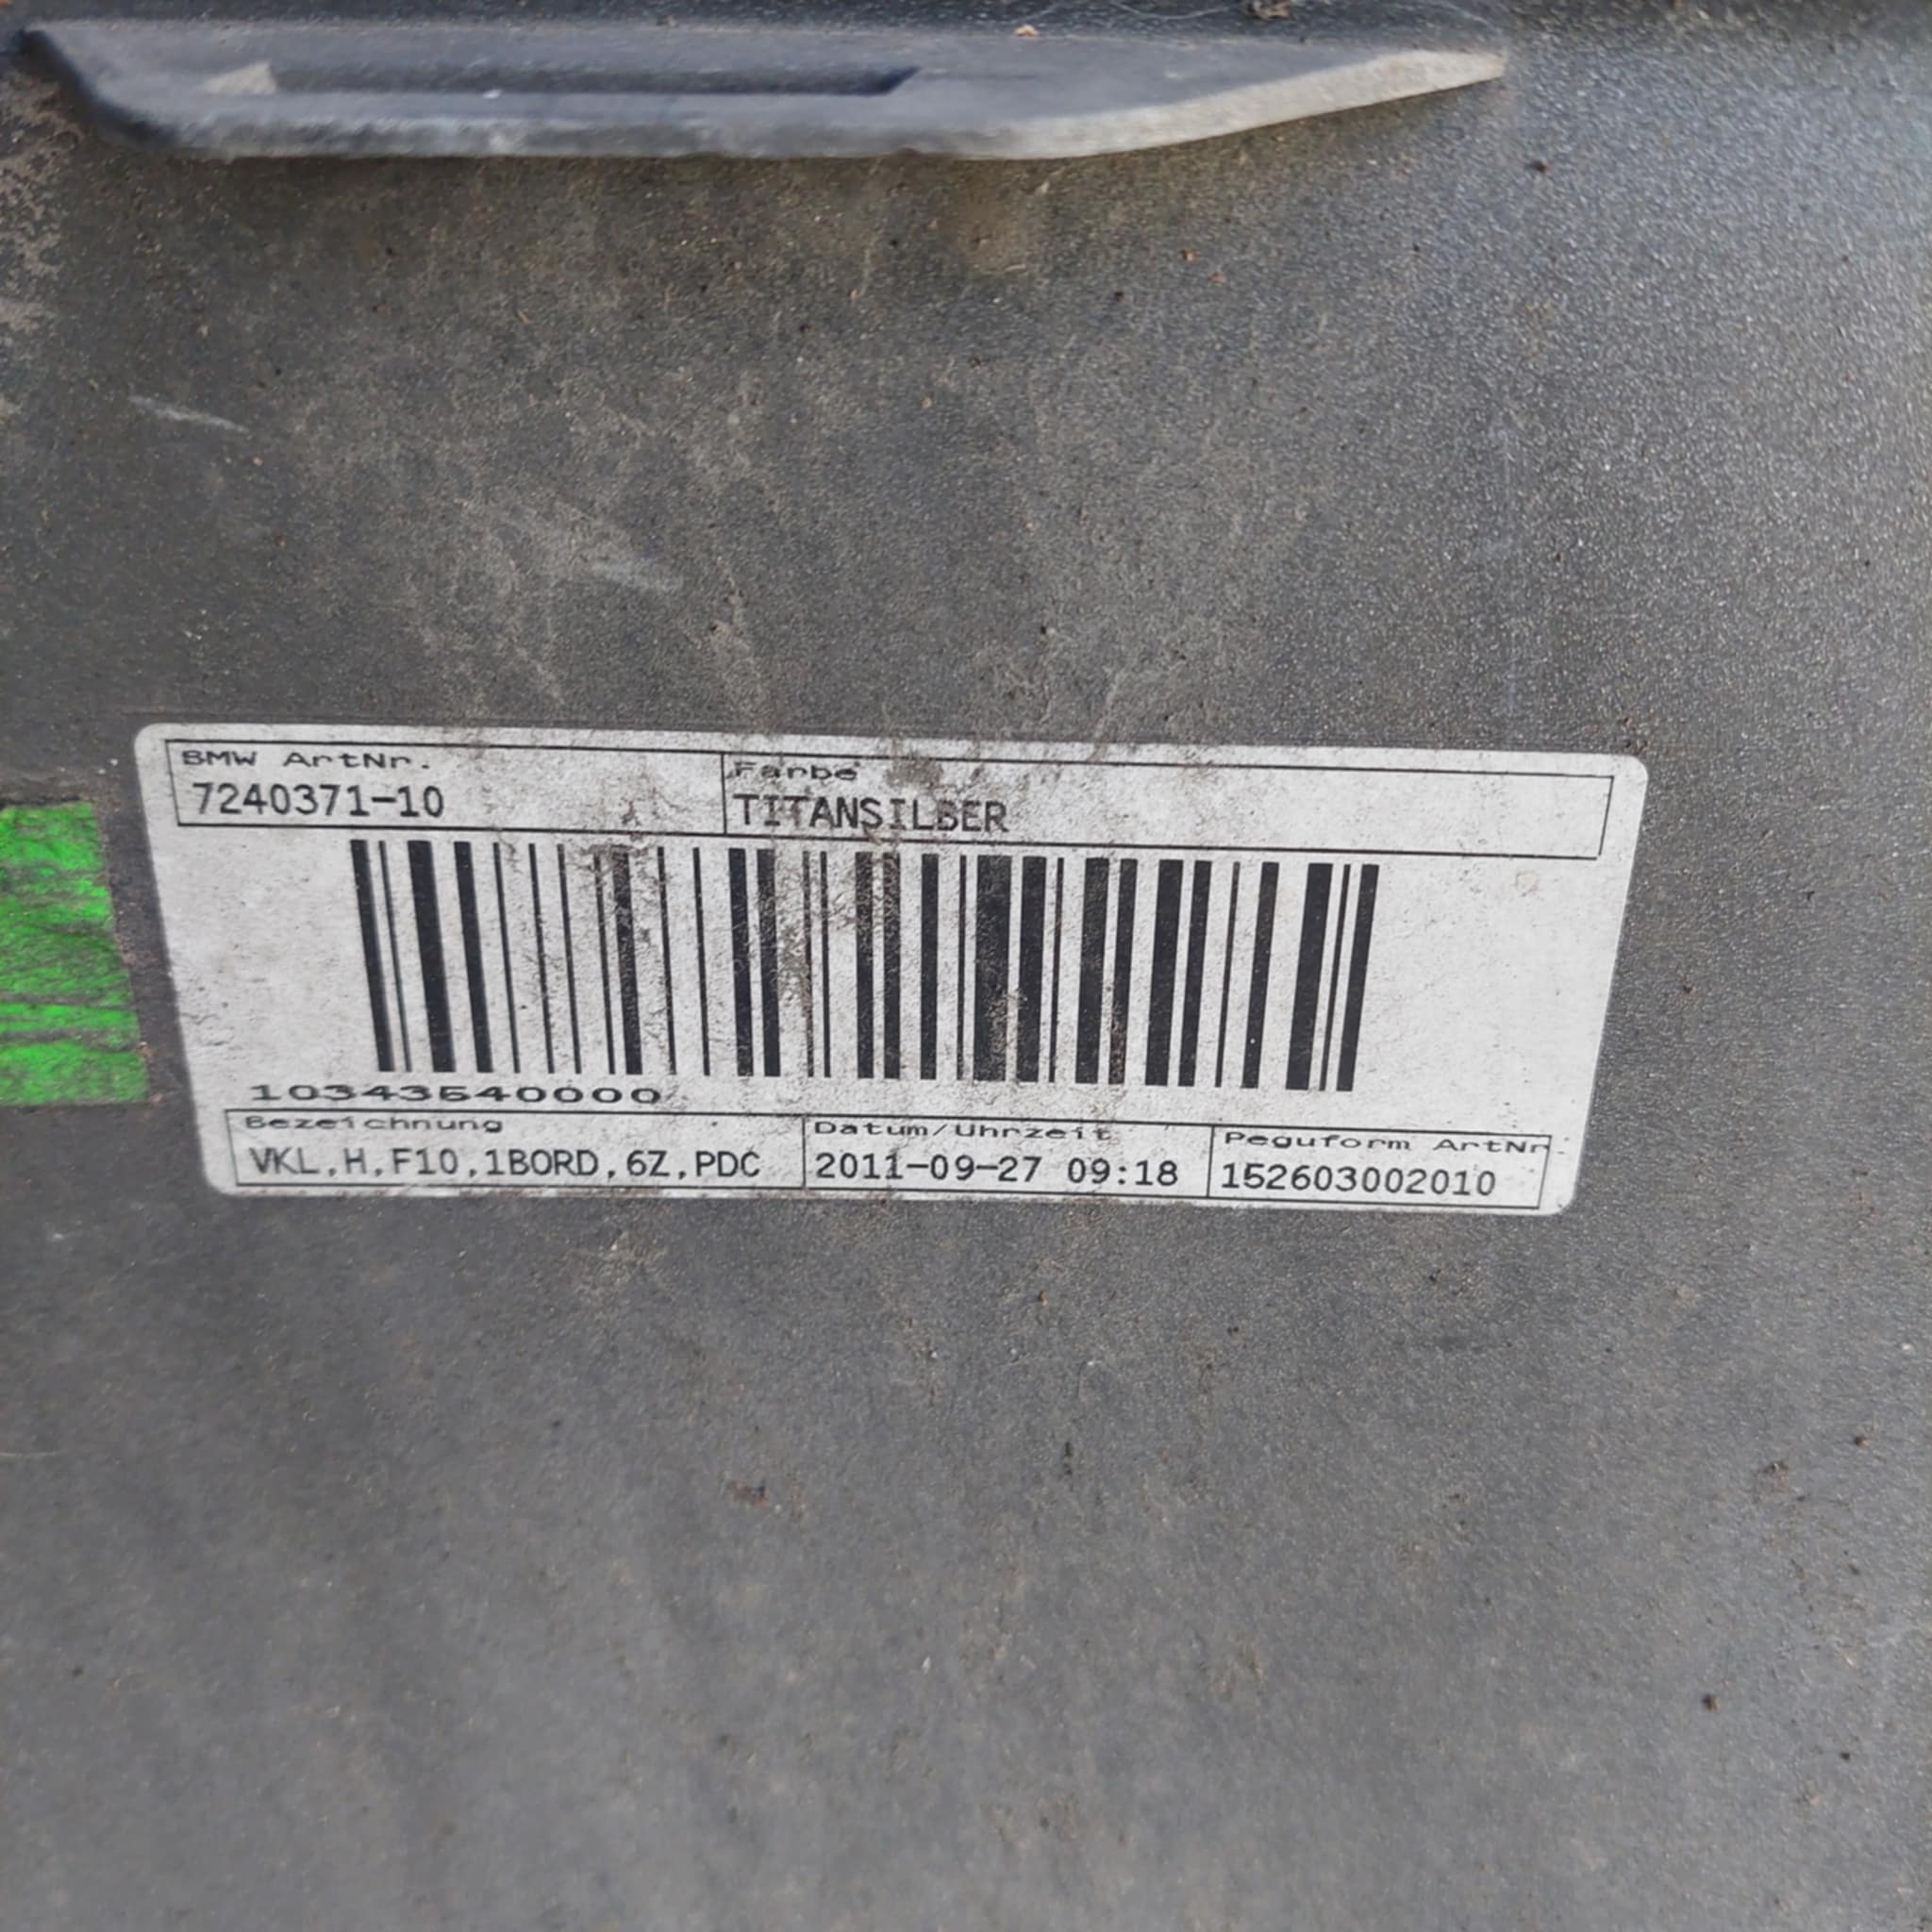 BMW ArtNr.
7240371-10
Farbe
TITANSILBER
10343540000
Bezeichnung
VKL,H,F10,1BORD,6Z,PDC
Datum/Uhrzeit
2011-09-27 09:18
Peguform ArtNr.
152603002010